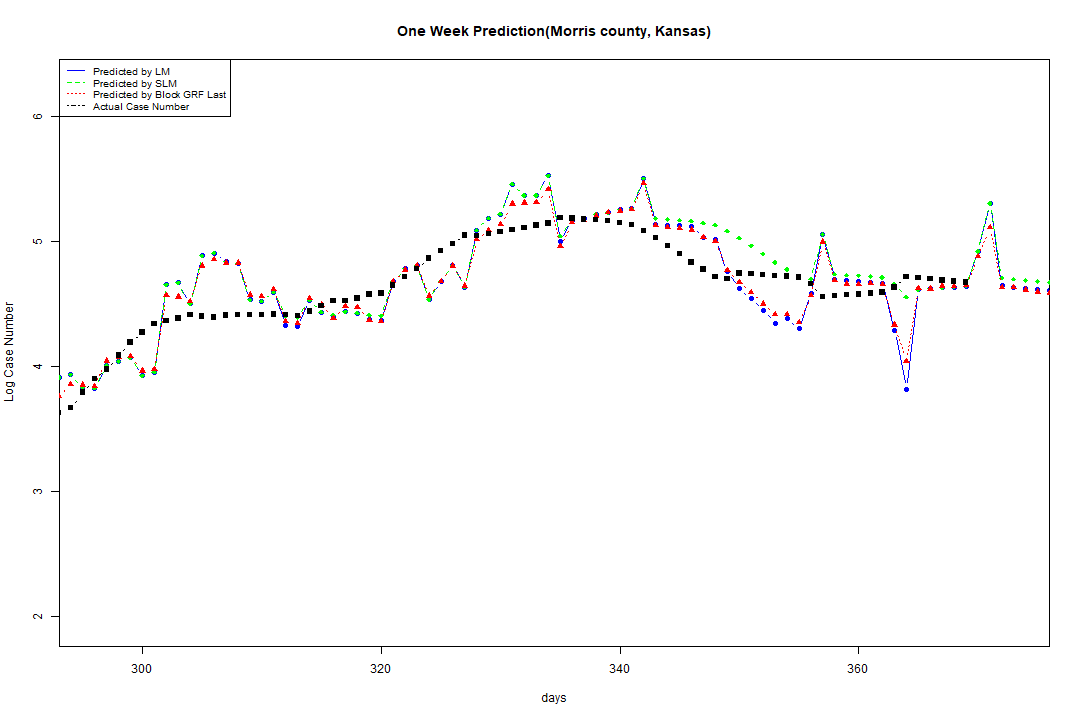 One Week Prediction(Morris county, Kansas)
Predicted by LM
Predicted by SLM
Predicted by Block GRF Last
Actual Case Number
6
5
4
3
2
Log Case Number
300 320 340 360
days